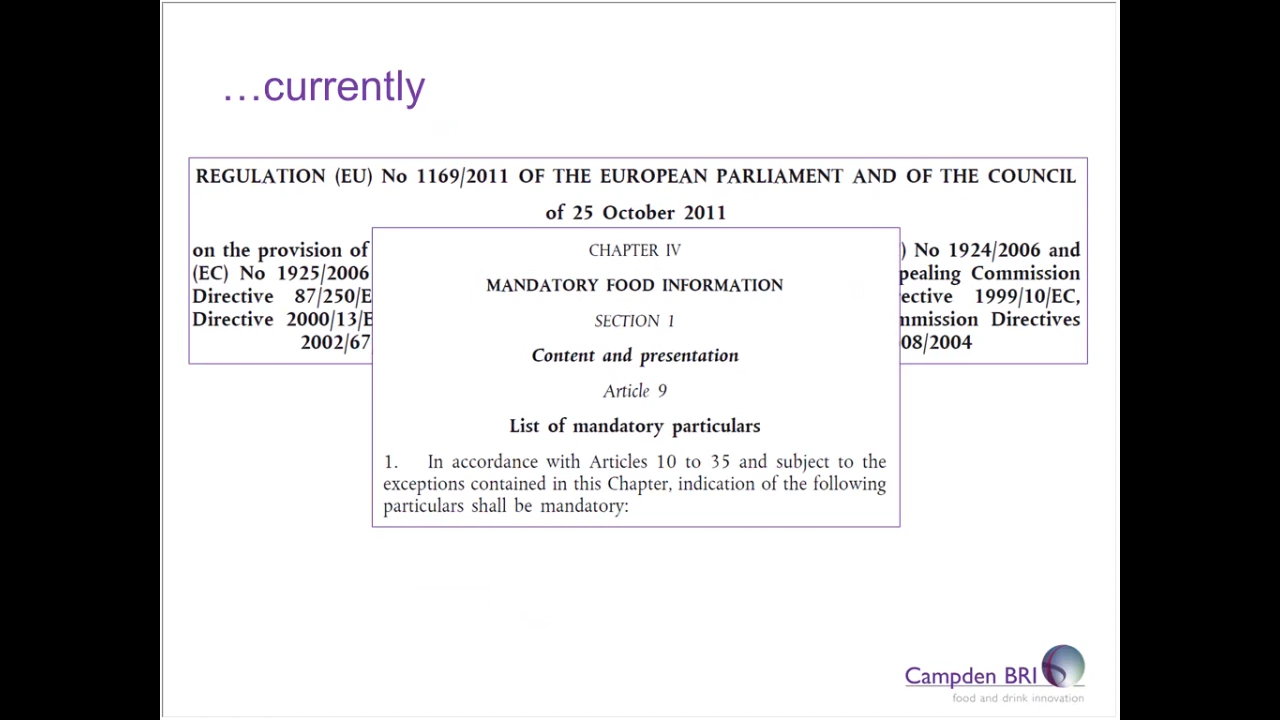 …currently
REGULATION (EU) No 1169/2011 OF THE EUROPEAN PARLIAMENT AND OF THE COUNCIL
of 25 October 2011
on the provision of
) No 1924/2006 and
(EC) No 1925/2006
pealing Commission
Directive 87/250/E
ective 1999/10/EC,
Directive 2000/13/E
mmission Directives
2002/67
08/2004
CHAPTER IV
MANDATORY FOOD INFORMATION
SECTION 1
Content and presentation
Article 9
List of mandatory particulars
1. In accordance with Articles 10 to 35 and subject to the
exceptions contained in this Chapter, indication of the following
particulars shall be mandatory:
Campden BRI
food and drink innovation